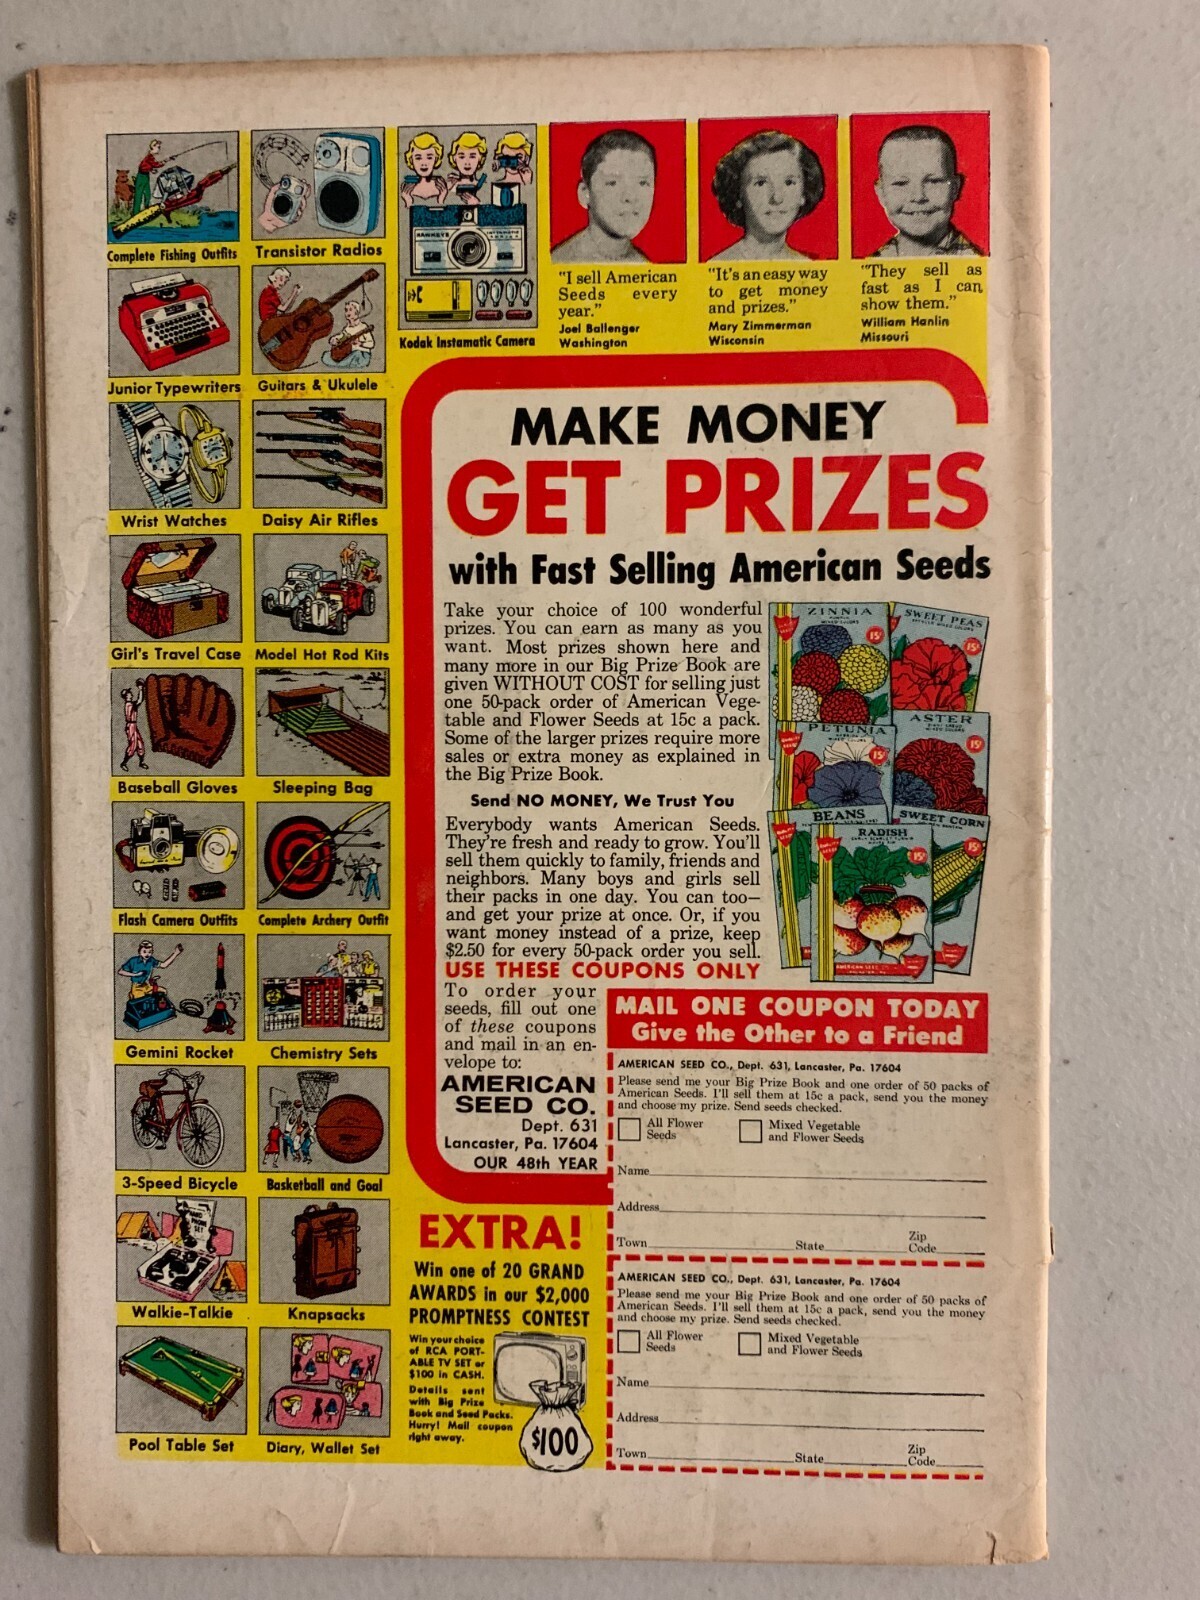 Complete Fishing Outfits
Transistor Radios
Kodak Instamatic Camera
Junior Typewriters
Guitars & Ukulele
Wrist Watches
Daisy Air Rifles
Girl's Travel Case
Model Hot Rod Kits
Baseball Gloves
Sleeping Bag
Flash Camera Outfits
Complete Archery Outfit
Gemini Rocket
Chemistry Sets
3-Speed Bicycle
Basketball and Goal
Walkie-Talkie
Knapsacks
Pool Table Set
Diary, Wallet Set
"I sell American
Seeds every
year."
Joel Ballenger
Washington
"It's an easy way
to get money
and prizes."
Mary Zimmerman
Wisconsin
"They sell as
fast as I can
show them."
William Hanlin
Missouri
MAKE MONEY
GET PRIZES
with Fast Selling American Seeds
Take your choice of 100 wonderful
prizes. You can earn as many as you
want. Most prizes shown here and
many more in our Big Prize Book are
given WITHOUT COST for selling just
one 50-pack order of American Vege-
table and Flower Seeds at 15c a pack.
Some of the larger prizes require more
sales or extra money as explained in
the Big Prize Book.
Send NO MONEY, We Trust You
Everybody wants American Seeds.
They're fresh and ready to grow. You'll
sell them quickly to family, friends and
neighbors. Many boys and girls sell
their packs in one day. You can too—
and get your prize at once. Or, if you
want money instead of a prize, keep
$2.50 for every 50-pack order you sell.
USE THESE COUPONS ONLY
To order your
seeds, fill out one
of these coupons
and mail in an en-
velope to:
AMERICAN
SEED CO.
Dept. 631
Lancaster, Pa. 17604
OUR 48th YEAR
ZINNIA
MIXED COLORS
15¢
SWEET PEAS
MIXED COLORS
15¢
PETUNIA
MIXED COLORS
15¢
ASTER
MIXED COLORS
15¢
BEANS
SWEET CORN
15¢
RADISH
15¢
AMERICAN SEED CO.
MAIL ONE COUPON TODAY
Give the Other to a Friend
AMERICAN SEED CO., Dept. 631, Lancaster, Pa. 17604
Please send me your Big Prize Book and one order of 50 packs of
American Seeds. I'll sell them at 15c a pack, send you the money
and choose my prize. Send seeds checked.
All Flower
Seeds
Mixed Vegetable
and Flower Seeds
Name
Address
Town State Zip Code
AMERICAN SEED CO., Dept. 631, Lancaster, Pa. 17604
Please send me your Big Prize Book and one order of 50 packs of
American Seeds. I'll sell them at 15c a pack, send you the money
and choose my prize. Send seeds checked.
All Flower
Seeds
Mixed Vegetable
and Flower Seeds
Name
Address
Town State Zip Code
EXTRA!
Win one of 20 GRAND
AWARDS in our $2,000
PROMPTNESS CONTEST
Win your choice
of RCA PORT-
ABLE TV SET or
$100 in CASH.
Details sent
with Big Prize
Book and Seed Packs.
Hurry! Mail coupon
right away.
$100